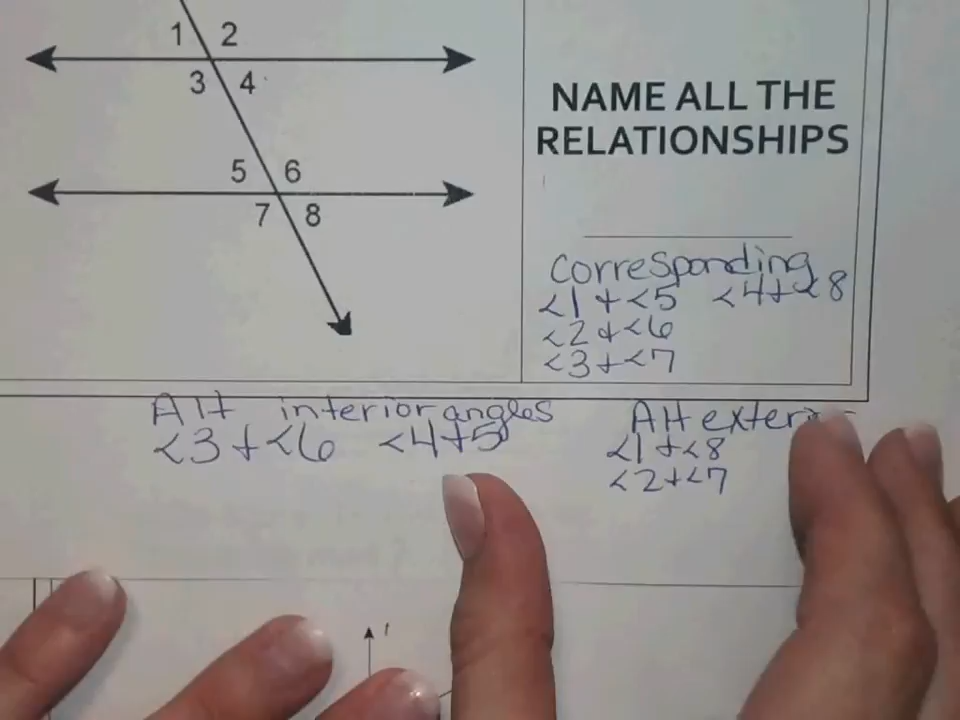 1 2
3 4
5 6
7 8
NAME ALL THE
RELATIONSHIPS
Corresponding
<1 + <5 <4 + <8
<2 + <6
<3 + <7
Alt interior angles
<3 + <6 <4 + 5
Alt
<1 + <8
<2 + <7